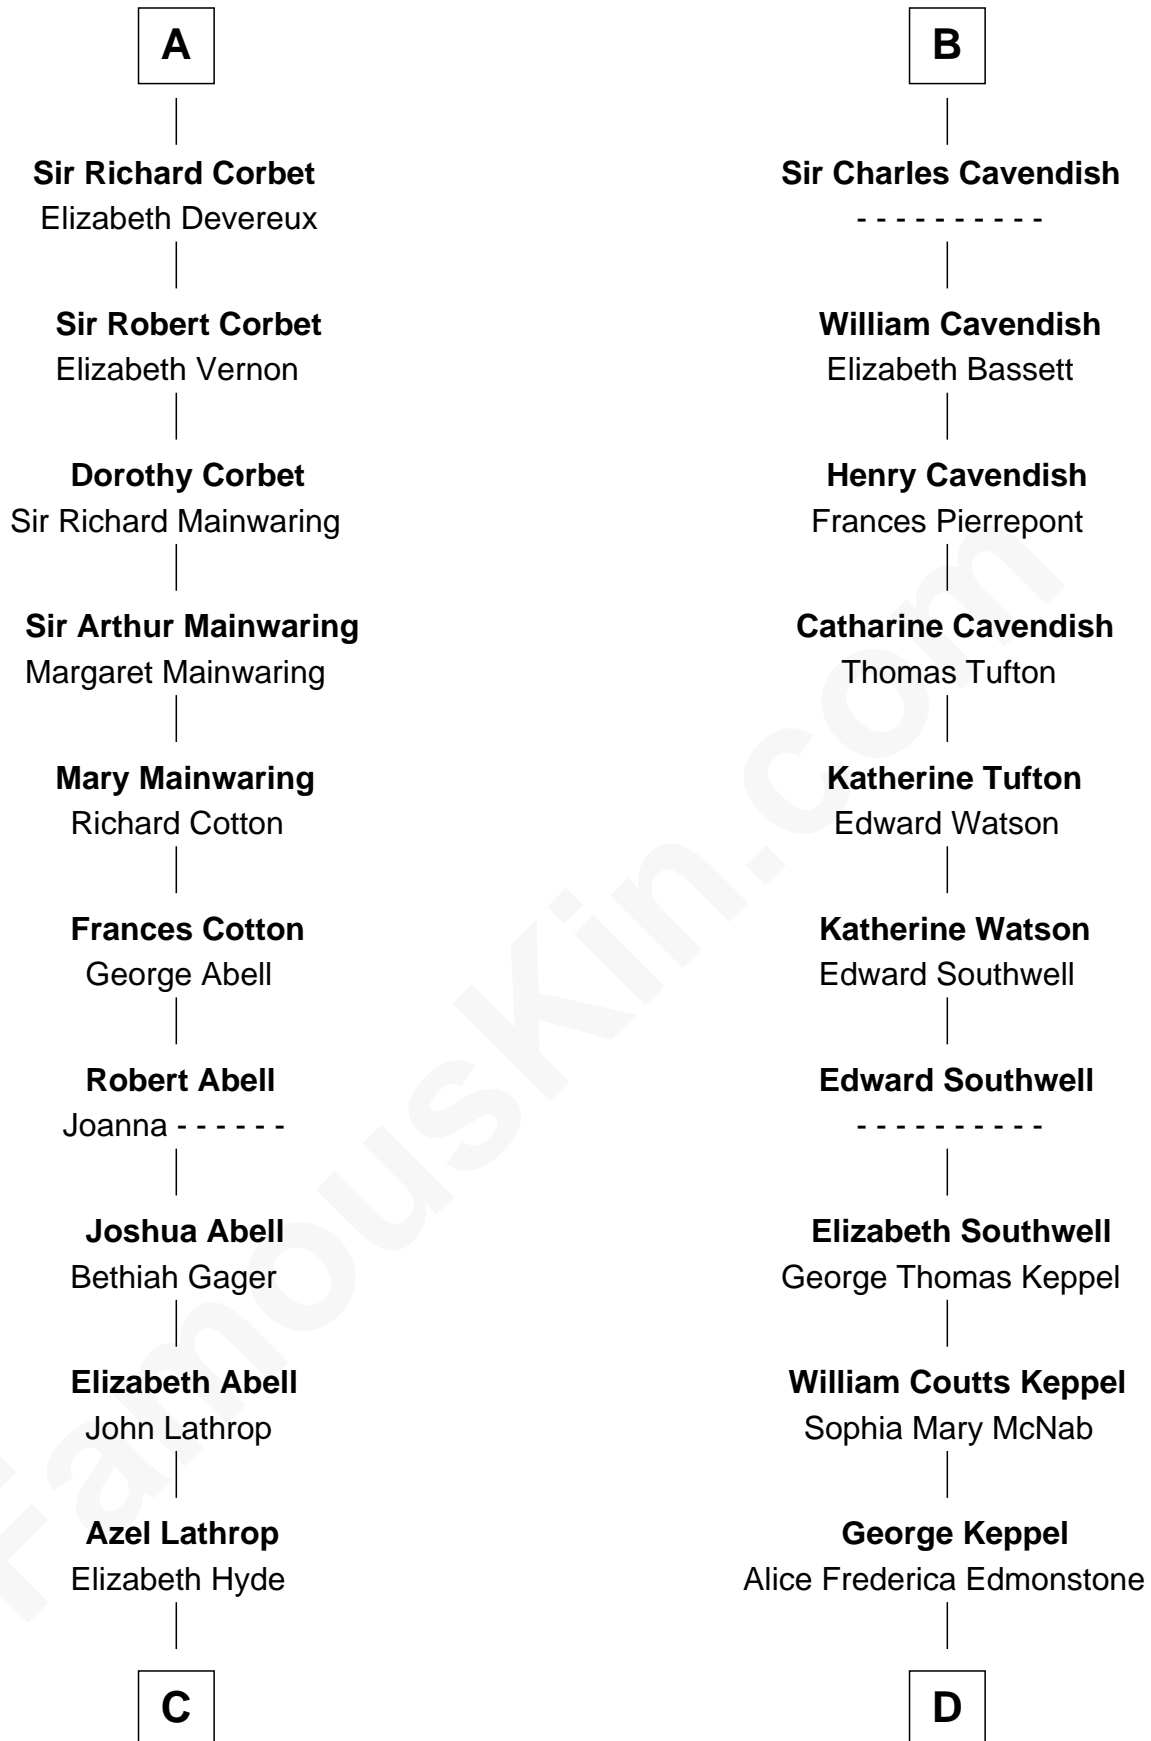 A
Sir Richard Corbet
Elizabeth Devereux
Sir Robert Corbet
Elizabeth Vernon
Dorothy Corbet
Sir Richard Mainwaring
Sir Arthur Mainwaring
Margaret Mainwaring
Mary Mainwaring
Richard Cotton
Frances Cotton
George Abell
Robert Abell
Joanna - - - - - -
Joshua Abell
Bethiah Gager
Elizabeth Abell
John Lathrop
Azel Lathrop
Elizabeth Hyde
C
B
Sir Charles Cavendish
- - - - - - - - - -
William Cavendish
Elizabeth Bassett
Henry Cavendish
Frances Pierrepont
Catharine Cavendish
Thomas Tufton
Katherine Tufton
Edward Watson
Katherine Watson
Edward Southwell
Edward Southwell
- - - - - - - - - -
Elizabeth Southwell
George Thomas Keppel
William Coutts Keppel
Sophia Mary McNab
George Keppel
Alice Frederica Edmonstone
D
FamousKin.com